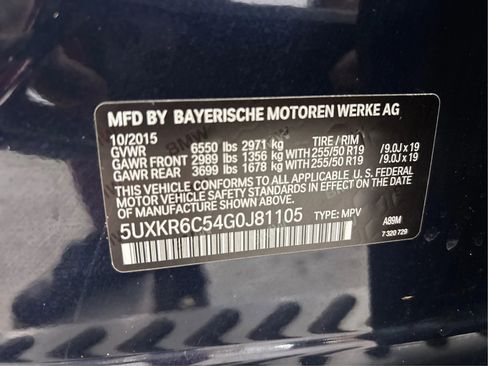 MFD BY BAYERISCHE MOTOREN WERKE AG
10/2015 TIRE / RIM
GVWR 6550 lbs 2971 kg
GAWR FRONT 2989 lbs 1356 kg WITH 255/50 R19 /9.0J x 19
GAWR REAR 3699 lbs 1678 kg WITH 255/50 R19 /9.0J x 19
THIS VEHICLE CONFORMS TO ALL APPLICABLE U.S. FEDERAL
MOTOR VEHICLE SAFETY STANDARDS IN EFFECT ON THE DATE
OF MANUFACTURE SHOWN ABOVE.
5UXKR6C54G0J81105 TYPE: MPV A89M
7 320 729